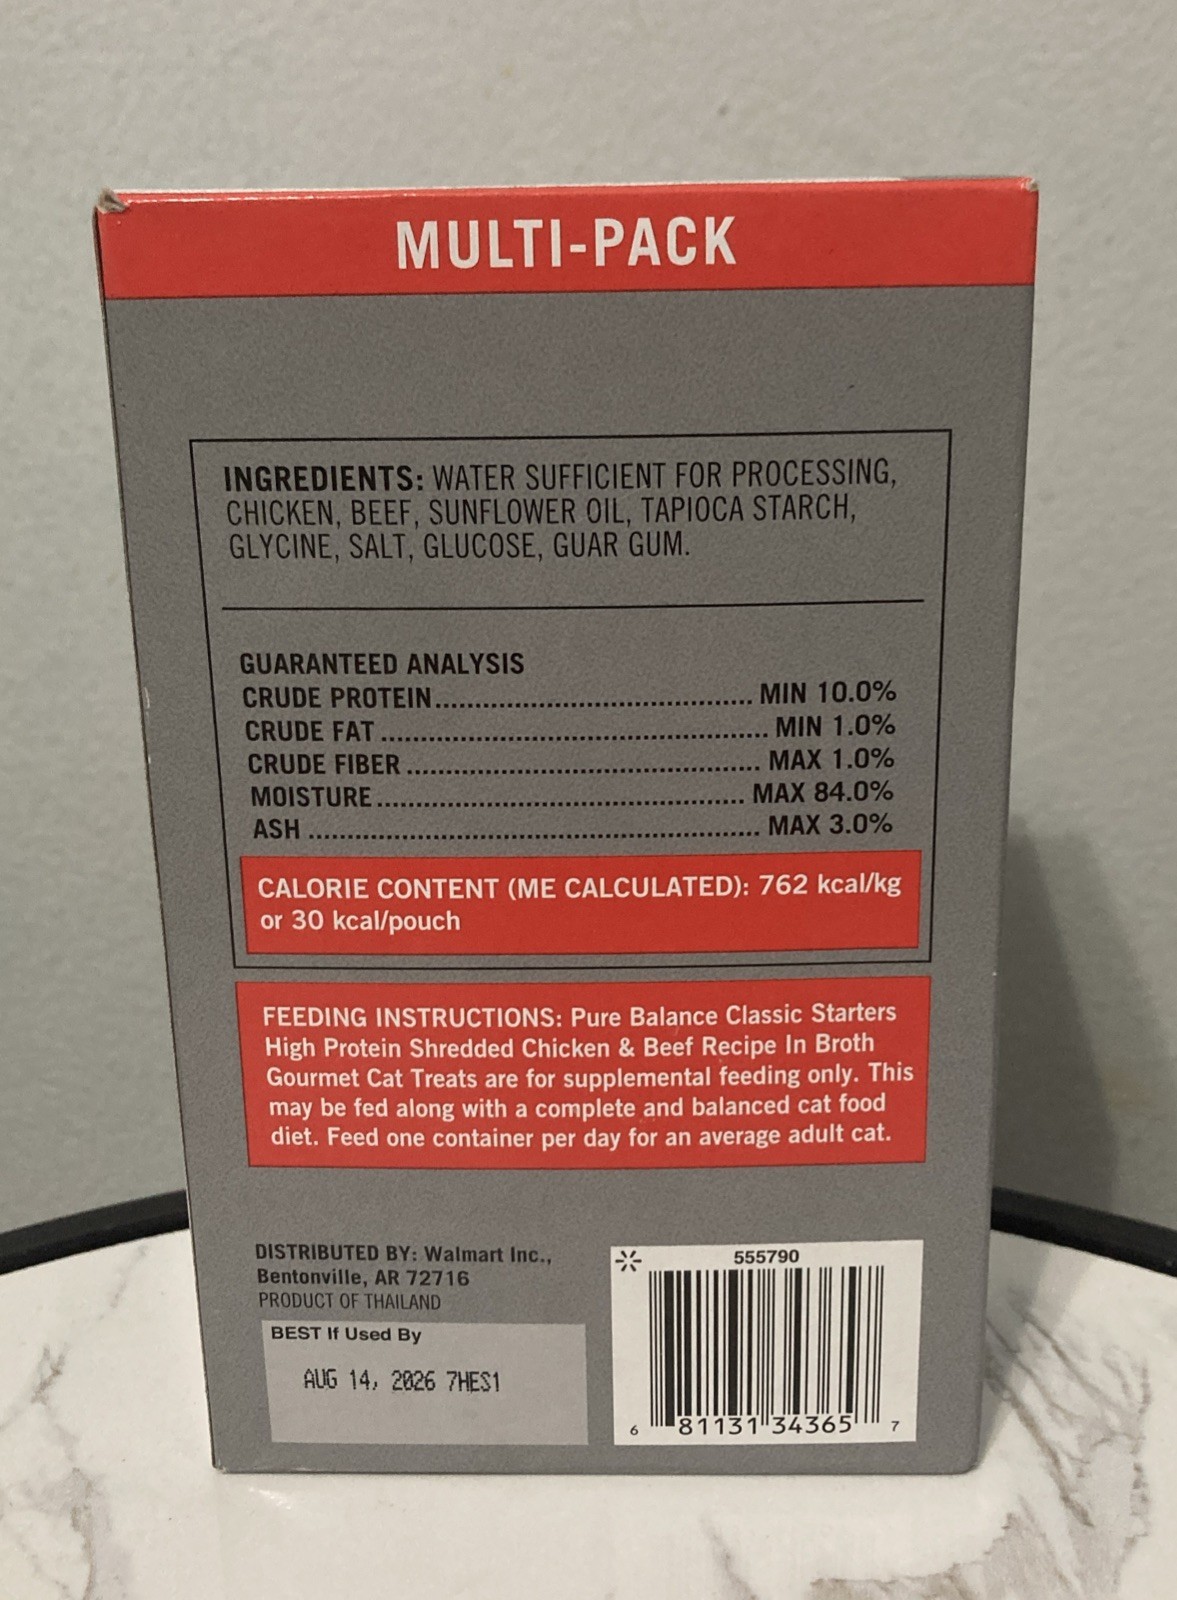 MULTI-PACK
INGREDIENTS: WATER SUFFICIENT FOR PROCESSING,
CHICKEN, BEEF, SUNFLOWER OIL, TAPIOCA STARCH,
GLYCINE, SALT, GLUCOSE, GUAR GUM.
GUARANTEED ANALYSIS
CRUDE PROTEIN.................................... MIN 10.0%
CRUDE FAT ............................................ MIN 1.0%
CRUDE FIBER ........................................ MAX 1.0%
MOISTURE .......................................... MAX 84.0%
ASH ................................................... MAX 3.0%
CALORIE CONTENT (ME CALCULATED): 762 kcal/kg
or 30 kcal/pouch
FEEDING INSTRUCTIONS: Pure Balance Classic Starters
High Protein Shredded Chicken & Beef Recipe In Broth
Gourmet Cat Treats are for supplemental feeding only. This
may be fed along with a complete and balanced cat food
diet. Feed one container per day for an average adult cat.
DISTRIBUTED BY: Walmart Inc.,
Bentonville, AR 72716
PRODUCT OF THAILAND
BEST If Used By
AUG 14, 2026 7HES1
555790
6 81131 34365 7